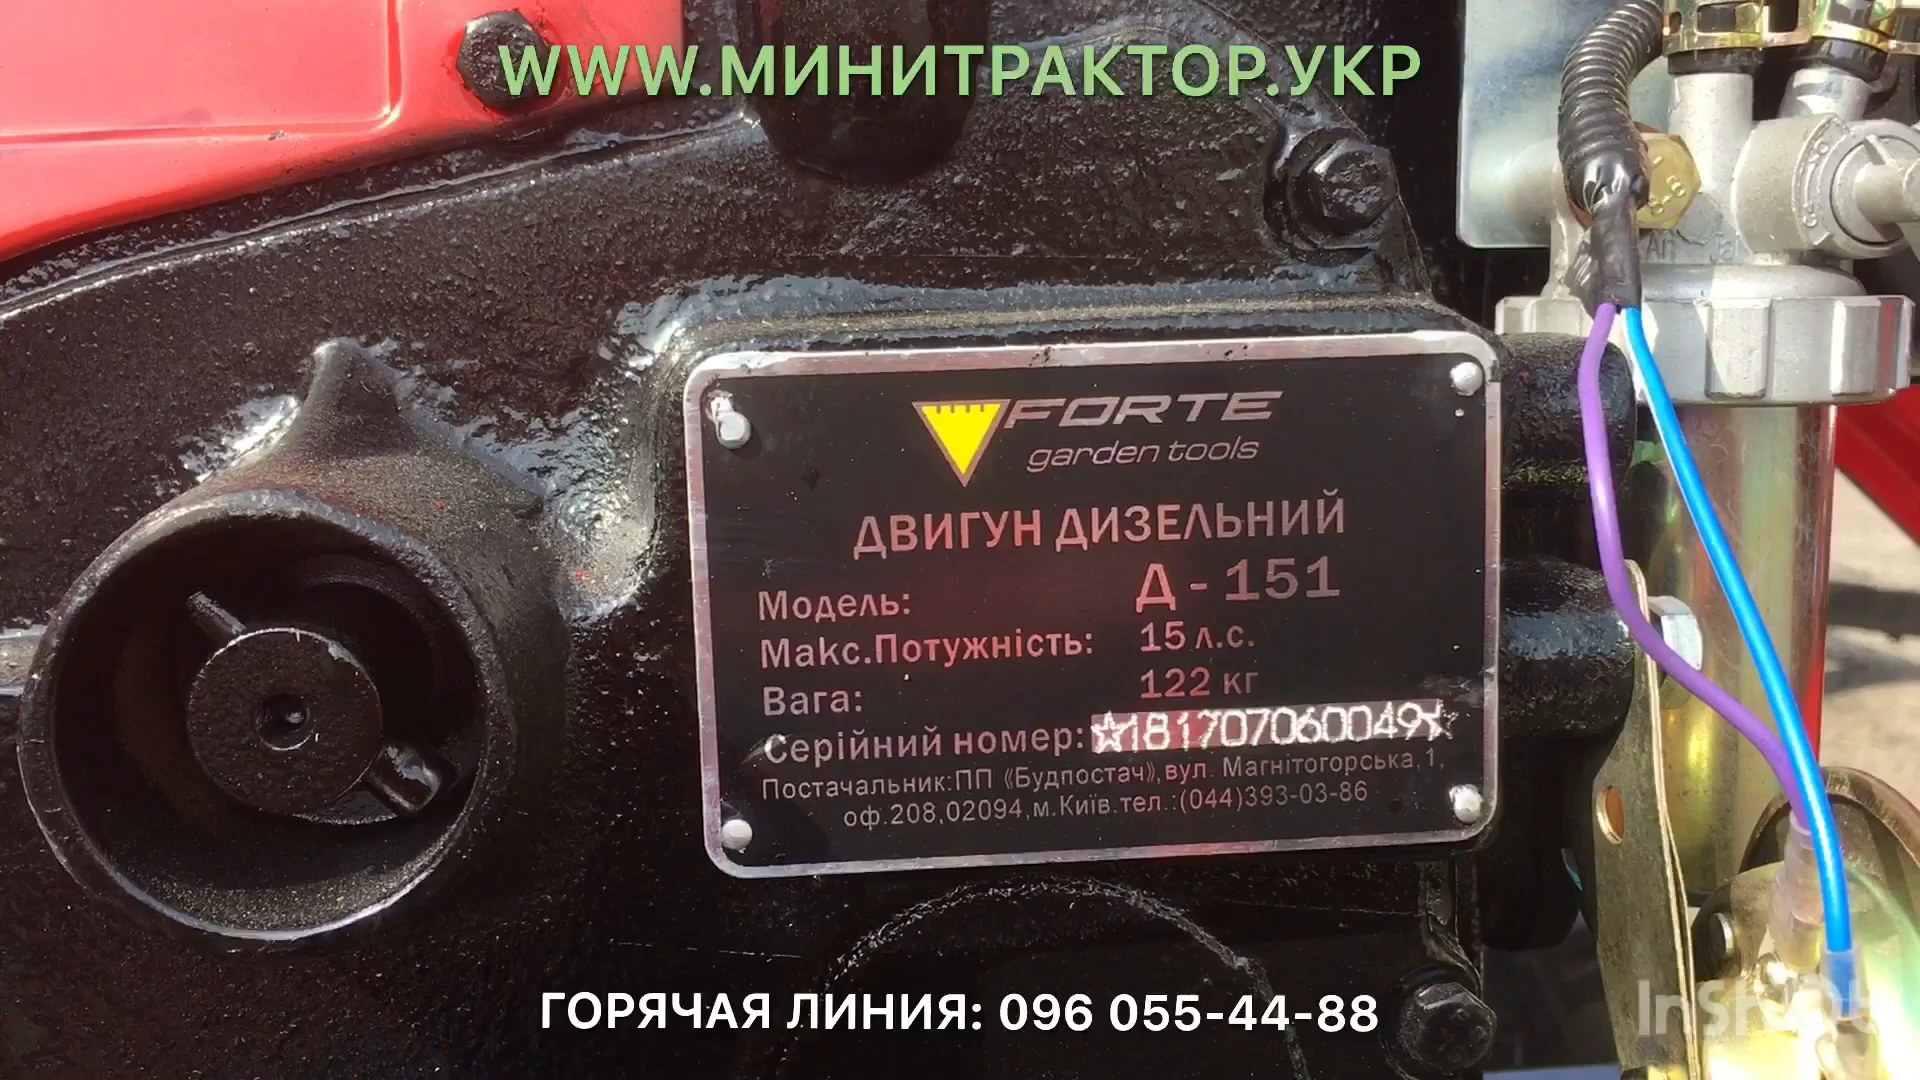 WWW.МИНИТРАКТОР.УКР
FORTE
garden tools
ДВИГУН ДИЗЕЛЬНИЙ
Модель: Д - 151
Макс.Потужність: 15 л.с.
Вага: 122 кг
Серійний номер: ☆181707060049☆
Постачальник:ПП «Будпостач», вул. Магнітогорська,1,
оф.208,02094,м.Київ.тел.:(044)393-03-86
ГОРЯЧАЯ ЛИНИЯ: 096 055-44-88
InShot